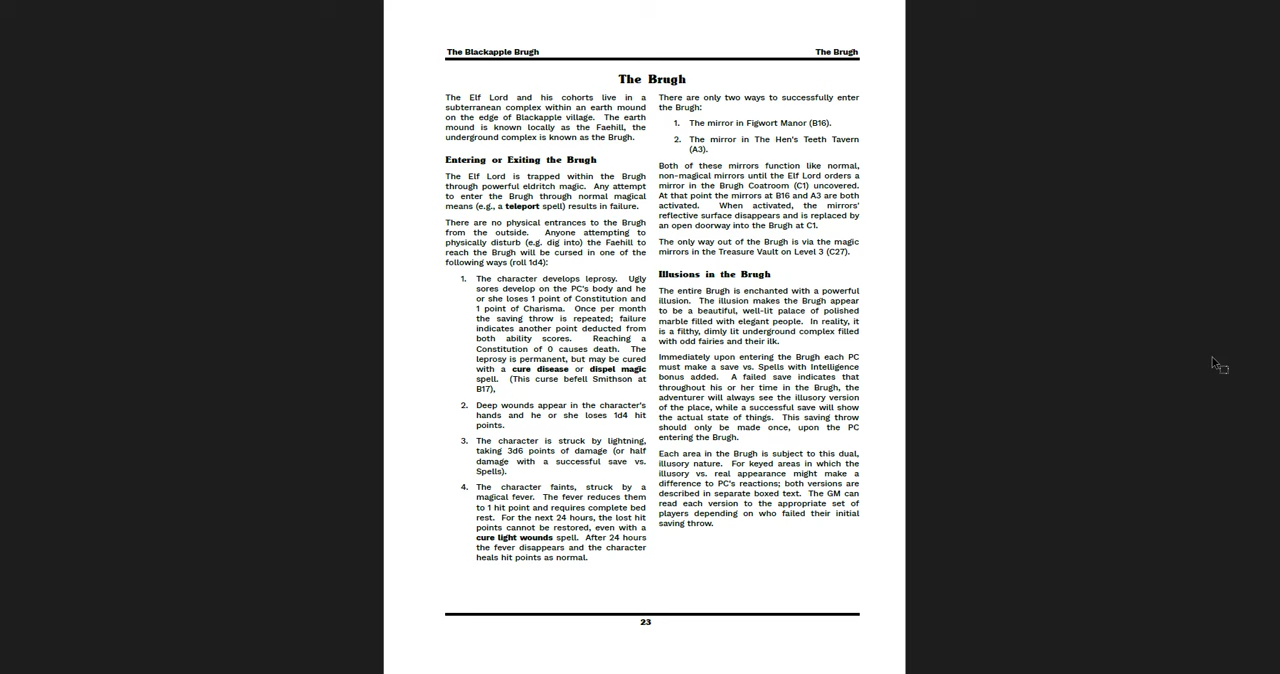 The Blackapple Brugh
The Brugh
The Brugh
The Elf Lord and his cohorts live in a
subterranean complex within an earth mound
on the edge of Blackapple village. The earth
mound is known locally as the Faehill, the
underground complex is known as the Brugh.
Entering or Exiting the Brugh
The Elf Lord is trapped within the Brugh
through powerful eldritch magic. Any attempt
to enter the Brugh through normal magical
means (e.g., a teleport spell) results in failure.
There are no physical entrances to the Brugh
from the outside. Anyone attempting to
physically disturb (e.g. dig into) the Faehill to
reach the Brugh will be cursed in one of the
following ways (roll 1d4):
1. The character develops leprosy. Ugly
sores develop on the PC's body and he
or she loses 1 point of Constitution and
1 point of Charisma. Once per month
the saving throw is repeated; failure
indicates another point deducted from
both ability scores. Reaching a
Constitution of 0 causes death. The
leprosy is permanent, but may be cured
with a cure disease or dispel magic
spell. (This curse befell Smithson at
B17),
2. Deep wounds appear in the character's
hands and he or she loses 1d4 hit
points.
3. The character is struck by lightning,
taking 3d6 points of damage (or half
damage with a successful save vs.
Spells).
4. The character faints, struck by a
magical fever. The fever reduces them
to 1 hit point and requires complete bed
rest. For the next 24 hours, the lost hit
points cannot be restored, even with a
cure light wounds spell. After 24 hours
the fever disappears and the character
heals hit points as normal.
There are only two ways to successfully enter
the Brugh:
1. The mirror in Figwort Manor (B16).
2. The mirror in The Hen's Teeth Tavern
(A3).
Both of these mirrors function like normal,
non-magical mirrors until the Elf Lord orders a
mirror in the Brugh Coatroom (C1) uncovered.
At that point the mirrors at B16 and A3 are both
activated. When activated, the mirrors'
reflective surface disappears and is replaced by
an open doorway into the Brugh at C1.
The only way out of the Brugh is via the magic
mirrors in the Treasure Vault on Level 3 (C27).
Illusions in the Brugh
The entire Brugh is enchanted with a powerful
illusion. The illusion makes the Brugh appear
to be a beautiful, well-lit palace of polished
marble filled with elegant people. In reality, it
is a filthy, dimly lit underground complex filled
with odd fairies and their ilk.
Immediately upon entering the Brugh each PC
must make a save vs. Spells with Intelligence
bonus added. A failed save indicates that
throughout his or her time in the Brugh, the
adventurer will always see the illusory version
of the place, while a successful save will show
the actual state of things. This saving throw
should only be made once, upon the PC
entering the Brugh.
Each area in the Brugh is subject to this dual,
illusory nature. For keyed areas in which the
illusory vs. real appearance might make a
difference to PC's reactions; both versions are
described in separate boxed text. The GM can
read each version to the appropriate set of
players depending on who failed their initial
saving throw.
23